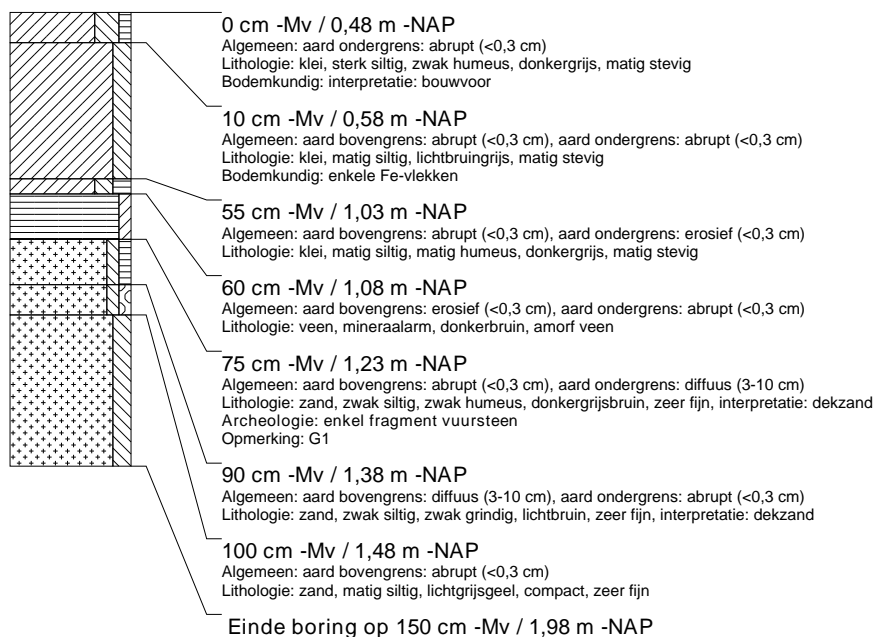 0 cm -Mv / 0,48 m -NAP
Algemeen: aard ondergrens: abrupt (<0,3 cm)
Lithologie: klei, sterk siltig, zwak humeus, donkergrijs, matig stevig
Bodemkundig: interpretatie: bouwvoor
10 cm -Mv / 0,58 m -NAP
Algemeen: aard bovengrens: abrupt (<0,3 cm), aard ondergrens: abrupt (<0,3 cm)
Lithologie: klei, matig siltig, lichtbruingrijs, matig stevig
Bodemkundig: enkele Fe-vlekken
55 cm -Mv / 1,03 m -NAP
Algemeen: aard bovengrens: abrupt (<0,3 cm), aard ondergrens: erosief (<0,3 cm)
Lithologie: klei, matig siltig, matig humeus, donkergrijs, matig stevig
60 cm -Mv / 1,08 m -NAP
Algemeen: aard bovengrens: erosief (<0,3 cm), aard ondergrens: abrupt (<0,3 cm)
Lithologie: veen, mineraalarm, donkerbruin, amorf veen
75 cm -Mv / 1,23 m -NAP
Algemeen: aard bovengrens: abrupt (<0,3 cm), aard ondergrens: diffuus (3-10 cm)
Lithologie: zand, zwak siltig, zwak humeus, donkergrijsbruin, zeer fijn, interpretatie: dekzand
Archeologie: enkel fragment vuursteen
Opmerking: G1
90 cm -Mv / 1,38 m -NAP
Algemeen: aard bovengrens: diffuus (3-10 cm), aard ondergrens: abrupt (<0,3 cm)
Lithologie: zand, zwak siltig, zwak grindig, lichtbruin, zeer fijn, interpretatie: dekzand
100 cm -Mv / 1,48 m -NAP
Algemeen: aard bovengrens: abrupt (<0,3 cm)
Lithologie: zand, matig siltig, lichtgrijsgeel, compact, zeer fijn
Einde boring op 150 cm -Mv / 1,98 m -NAP